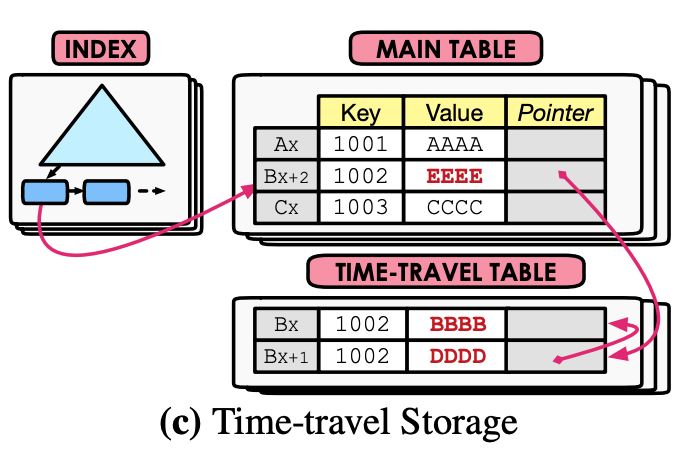 INDEX
MAIN TABLE
Key Value Pointer
Ax 1001 AAAA
Bx+2 1002 EEEE
Cx 1003 CCCC
TIME-TRAVEL TABLE
Bx 1002 BBBB
Bx+1 1002 DDDD
(c) Time-travel Storage